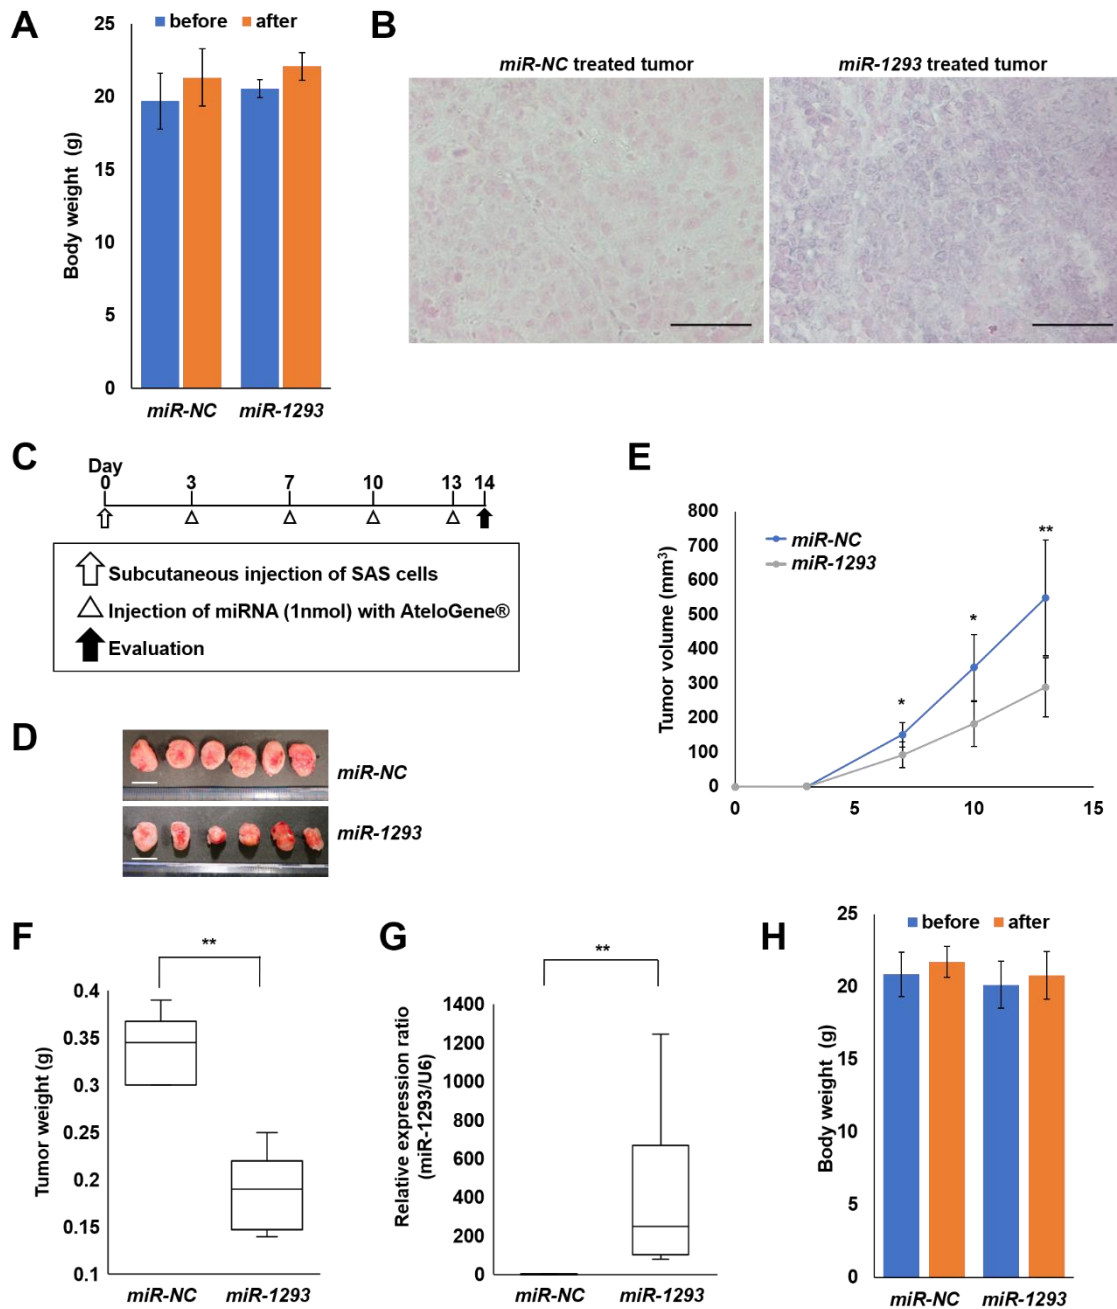 A
before after
Body weight (g)
25
20
15
10
5
0
miR-NC miR-1293
B
miR-NC treated tumor
miR-1293 treated tumor
C
Day
0 3 7 10 13 14
Subcutaneous injection of SAS cells
Injection of miRNA (1nmol) with AteloGene®
Evaluation
D
miR-NC
miR-1293
E
miR-NC
miR-1293
Tumor volume (mm³)
800
700
600
500
400
300
200
100
0
0 5 10 15
*
*
**
F
**
Tumor weight (g)
0.4
0.35
0.3
0.25
0.2
0.15
0.1
miR-NC miR-1293
G
**
Relative expression ratio
(miR-1293/U6)
1400
1200
1000
800
600
400
200
0
miR-NC miR-1293
H
before after
Body weight (g)
25
20
15
10
5
0
miR-NC miR-1293